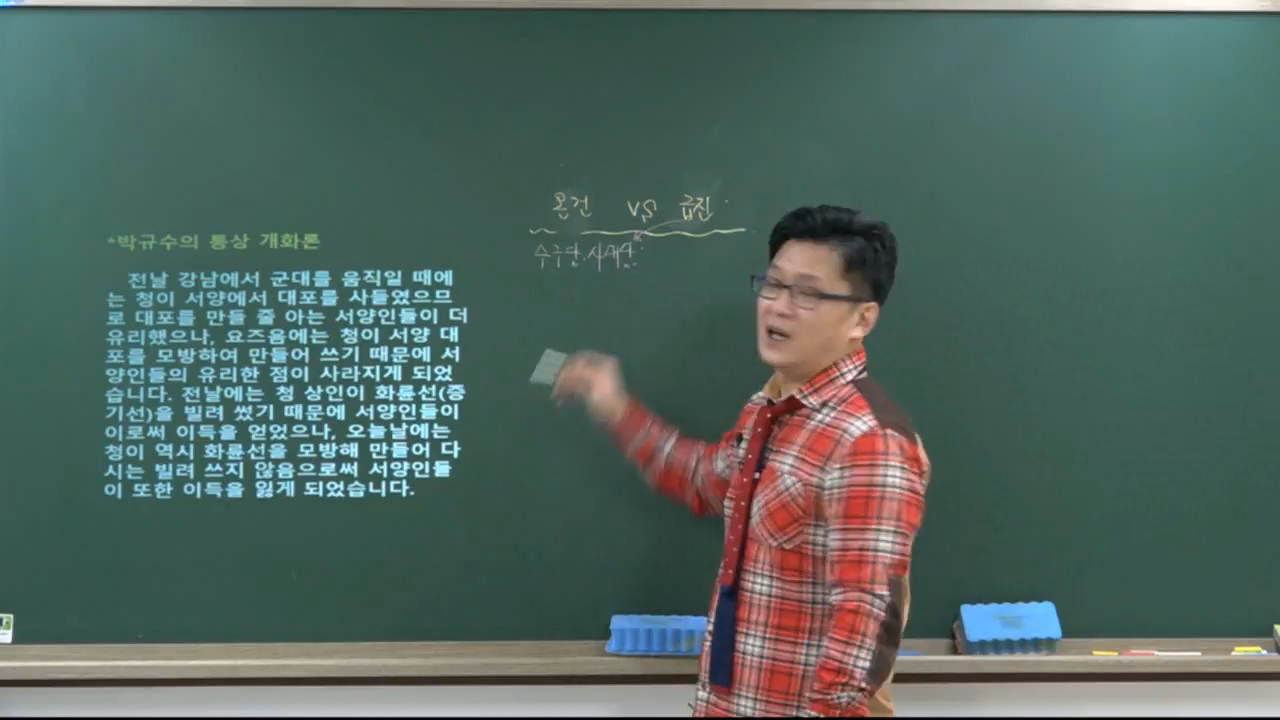 *박규수의 통상 개화론
전날 강남에서 군대를 움직일 때에
는 청이 서양에서 대포를 사들였으므
로 대포를 만들 줄 아는 서양인들이 더
유리했으나, 요즈음에는 청이 서양 대
포를 모방하여 만들어 쓰기 때문에 서
양인들의 유리한 점이 사라지게 되었
습니다. 전날에는 청 상인이 화륜선(증
기선)을 빌려 썼기 때문에 서양인들이
이로써 이득을 얻었으나, 오늘날에는
청이 역시 화륜선을 모방해 만들어 다
시는 빌려 쓰지 않음으로써 서양인들
이 또한 이득을 잃게 되었습니다.
온건 vs 급진
수구당.사대당.